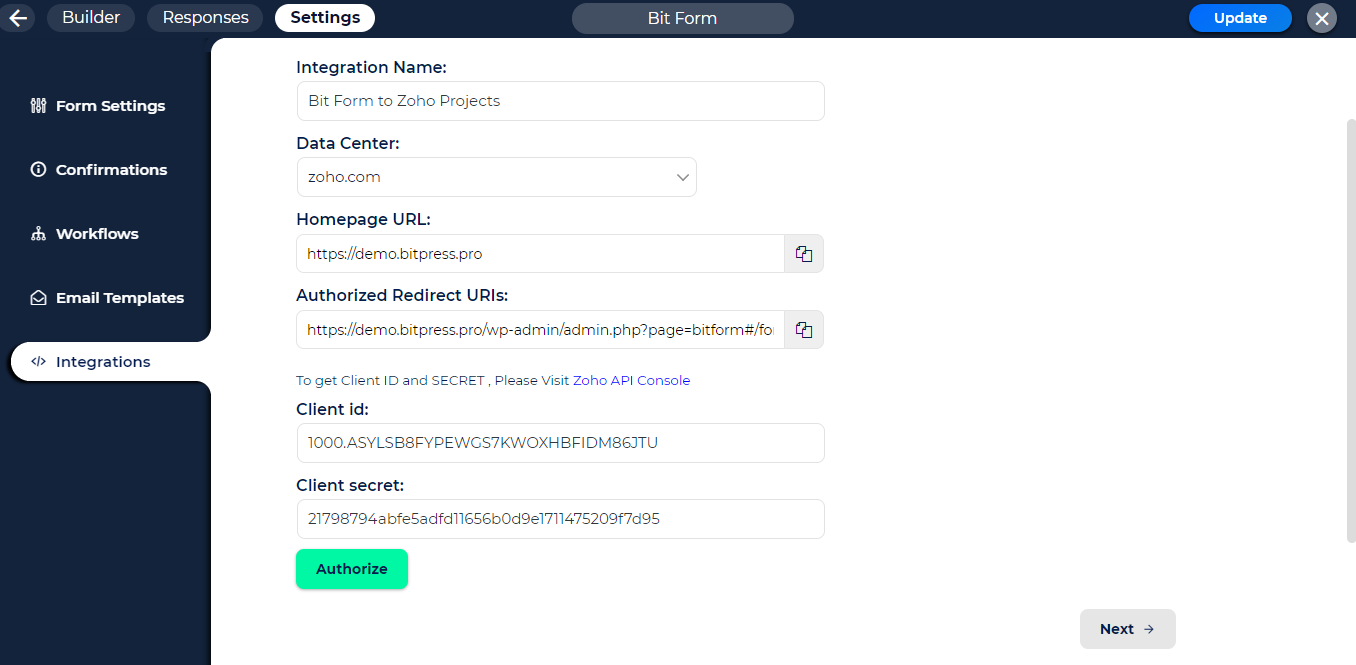 Builder
Responses
Settings
Bit Form
Update
Form Settings
Confirmations
Workflows
Email Templates
Integrations
Integration Name:
Bit Form to Zoho Projects
Data Center:
zoho.com
Homepage URL:
https://demo.bitpress.pro
Authorized Redirect URIs:
https://demo.bitpress.pro/wp-admin/admin.php?page=bitform#/for
To get Client ID and SECRET , Please Visit Zoho API Console
Client id:
1000.ASYLSB8FYPEWGS7KWOXHBFIDM86JTU
Client secret:
21798794abfe5adfd11656b0d9e1711475209f7d95
Authorize
Next